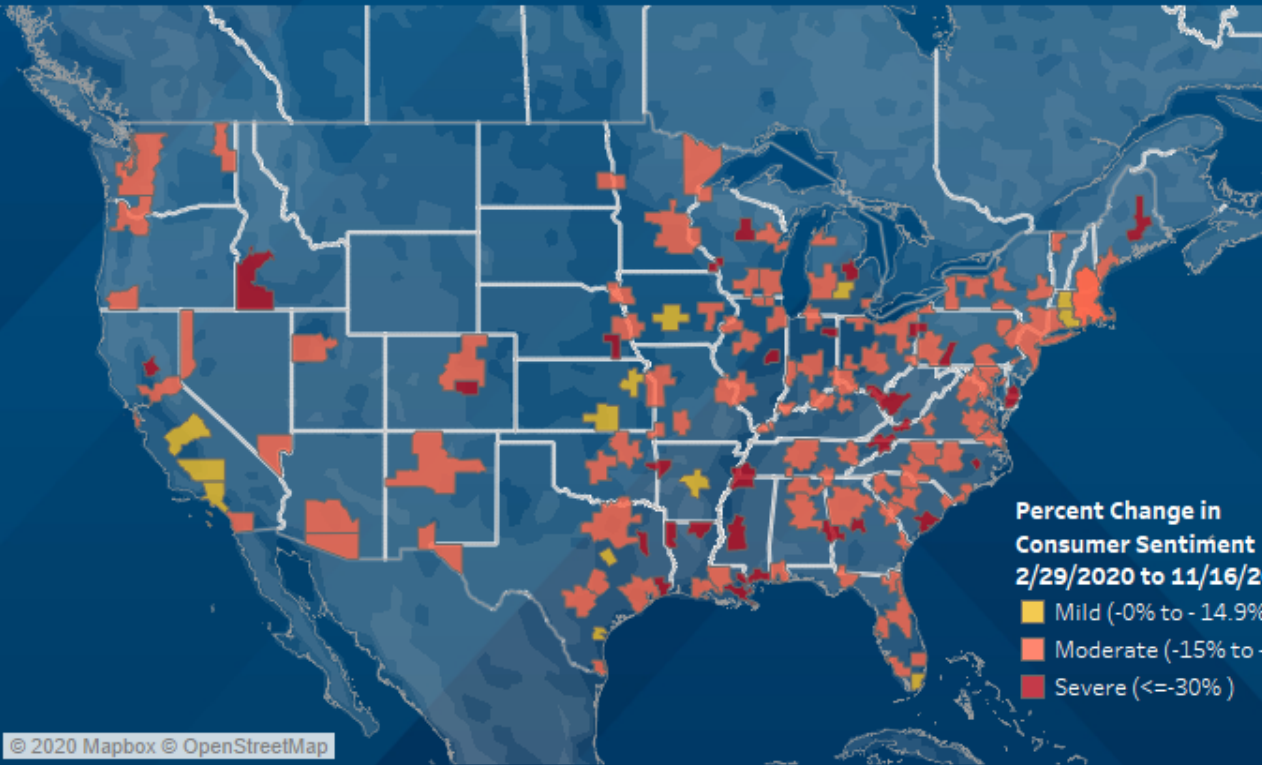 Percent Change in
Consumer Sentiment
2/29/2020 to 11/16/2
Mild (-0% to - 14.9%
Moderate (-15% to -
Severe (<=-30% )
© 2020 Mapbox © OpenStreetMap